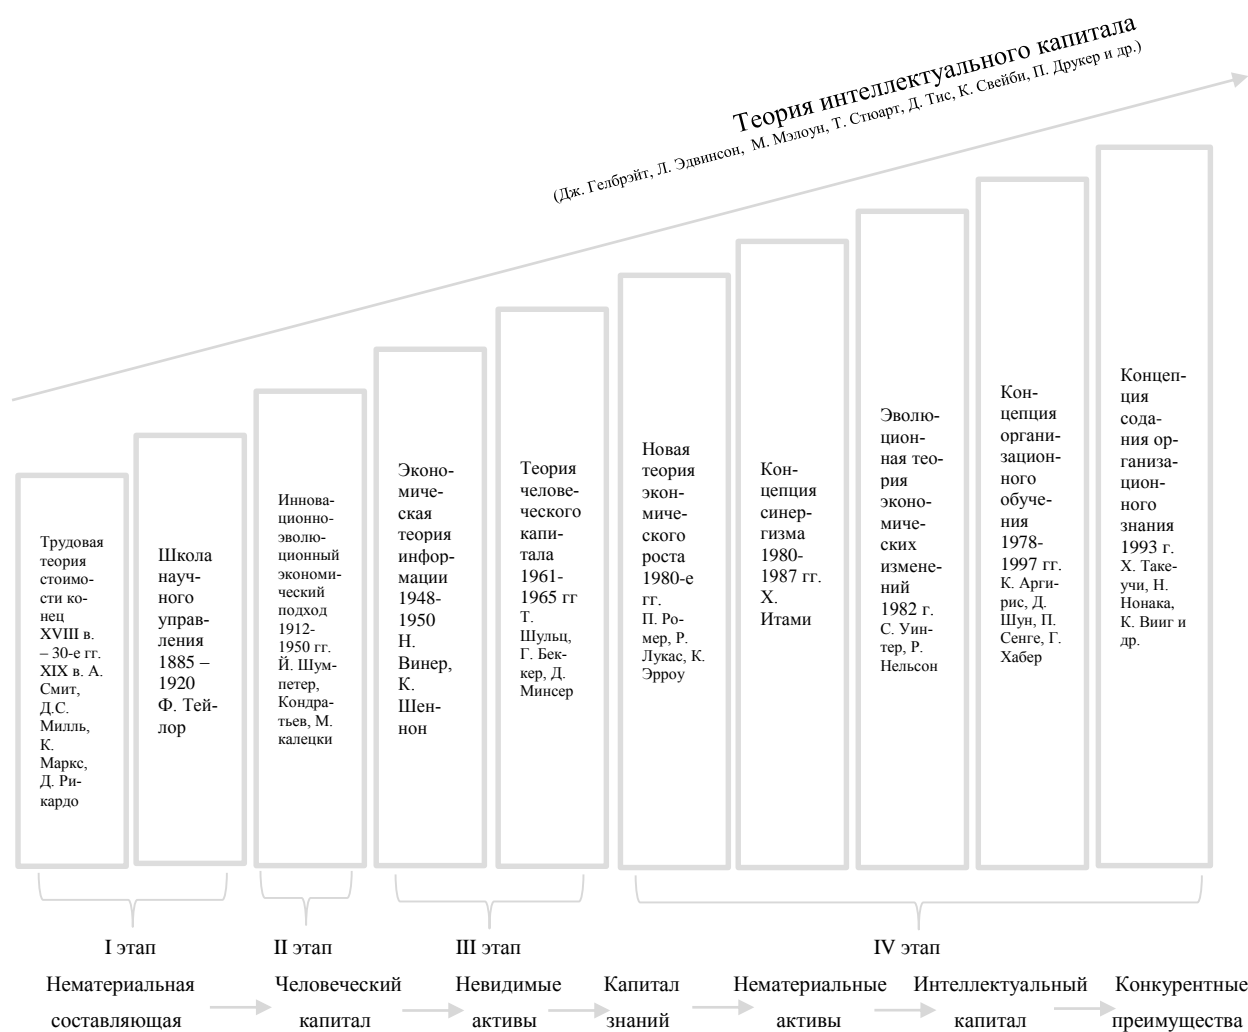 Теория интеллектуального капитала
(Дж. Гелбрэйт, Л. Эдвинсон, М. Мэлоун, Т. Стюарт, Д. Тис, К. Свейби, П. Друкер и др.)
Трудовая
теория
стоимо-
сти ко-
нец
XVIII в.
– 30-е гг.
XIX в. А.
Смит,
Д.С.
Милль,
К.
Маркс,
Д. Ри-
кардо
Школа
науч-
ного
управ-
ления
1885 –
1920
Ф. Тей-
лор
Иннова-
ционно-
эволю-
ционный
экономи-
ческий
подход
1912-
1950 гг.
Й. Шум-
петер,
Кондра-
тьев, М.
калецки
Эконо-
миче-
ская
теория
инфор-
мации
1948-
1950
Н.
Винер,
К.
Шен-
нон
Теория
челове-
ческого
капи-
тала
1961-
1965 гг
Т.
Шульц,
Г. Бек-
кер, Д.
Минсер
Новая
теория
экон-
миче-
ского
роста
1980-е
гг.
П. Ро-
мер, Р.
Лукас, К.
Эрроу
Кон-
цепция
синер-
гизма
1980-
1987 гг.
Х.
Итами
Эволю-
цион-
ная тео-
рия
эконо-
миче-
ских
измене-
ний
1982 г.
С. Уин-
тер, Р.
Нельсон
Кон-
цепция
органи-
зацион-
ного
обуче-
ния
1978-
1997 гг.
К. Арги-
рис, Д.
Шун, П.
Сенге, Г.
Хабер
Концеп-
ция
сода-
ния ор-
ганиза-
цион-
ного
знания
1993 г.
Х. Таке-
учи, Н.
Нонака,
К. Вииг и
др.
I этап
II этап
III этап
IV этап
Нематериальная
составляющая
Человеческий
капитал
Невидимые
активы
Капитал
знаний
Нематериальные
активы
Интеллектуальный
капитал
Конкурентные
преимущества